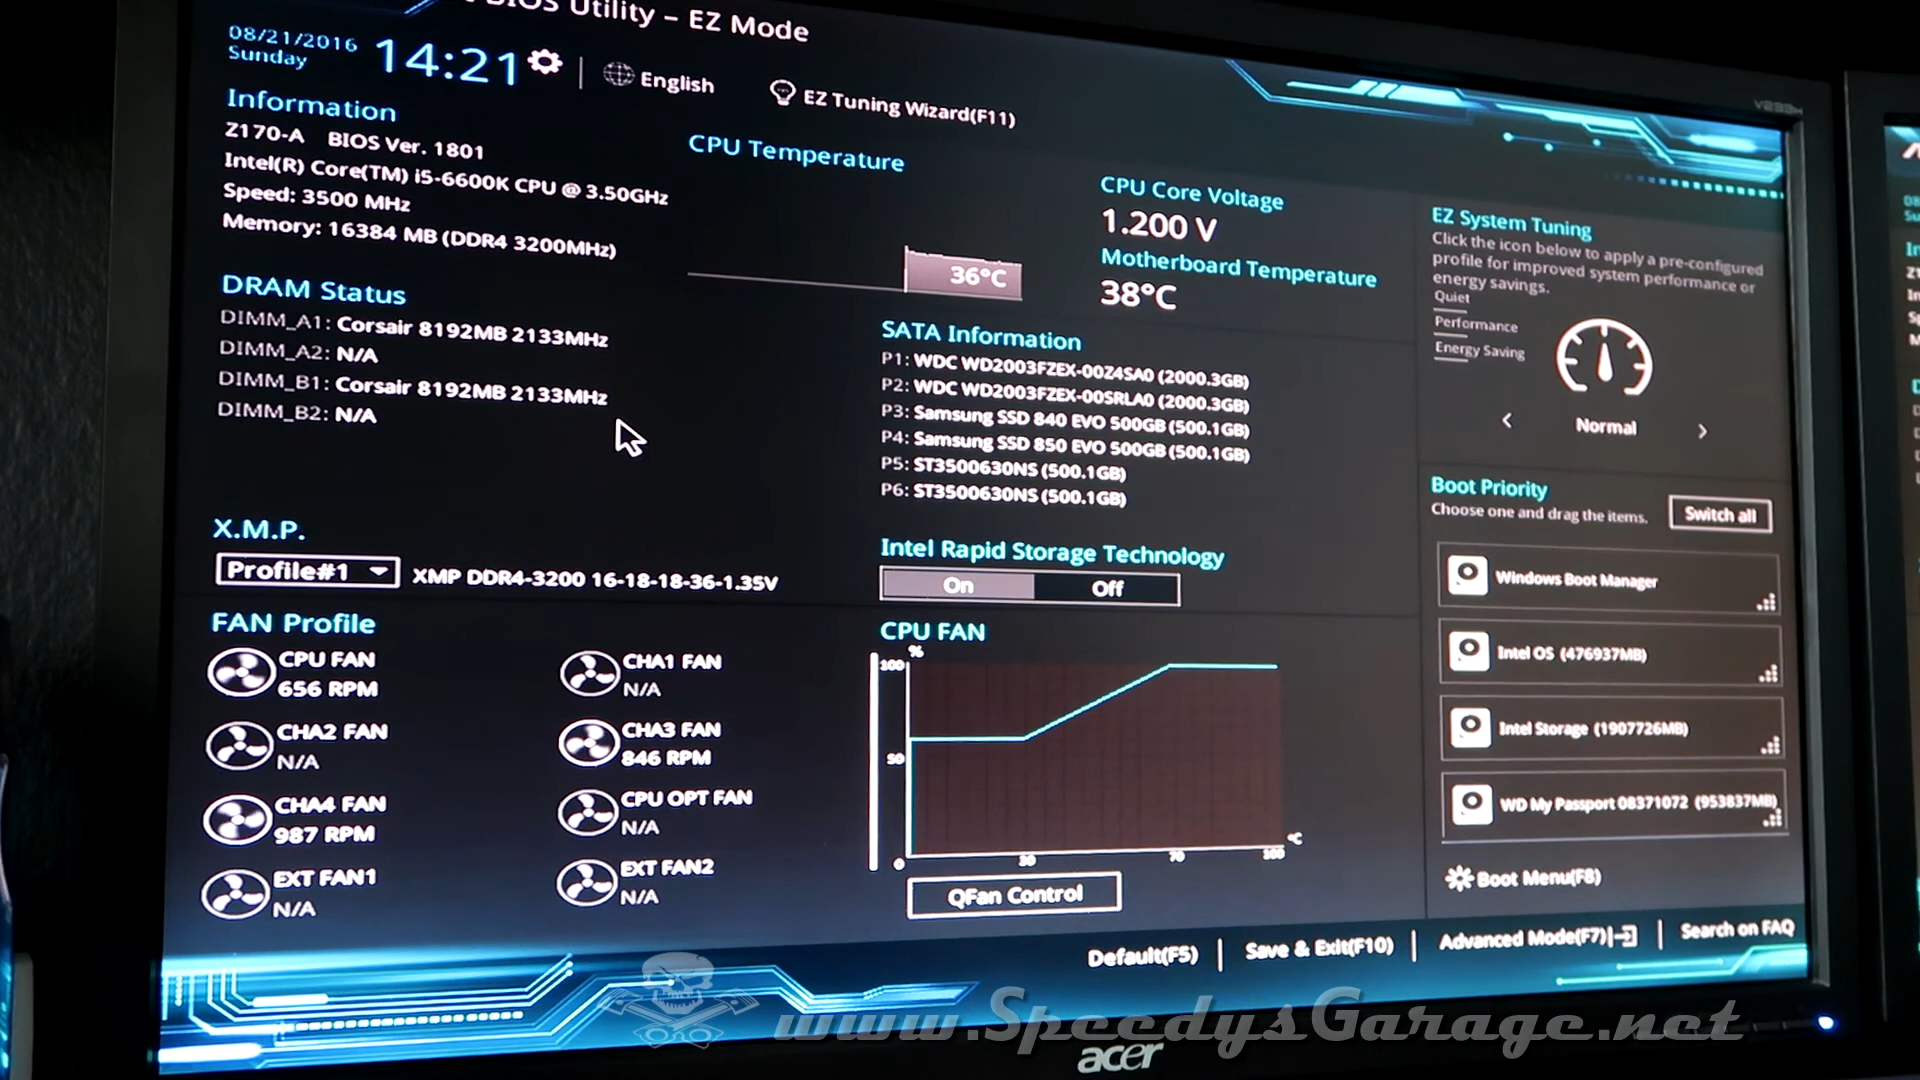 BIOS Utility – EZ Mode
08/21/2016
Sunday
14:21
English
EZ Tuning Wizard(F11)
Information
Z170-A BIOS Ver. 1801
Intel(R) Core(TM) i5-6600K CPU @ 3.50GHz
Speed: 3500 MHz
Memory: 16384 MB (DDR4 3200MHz)
DRAM Status
DIMM_A1: Corsair 8192MB 2133MHz
DIMM_A2: N/A
DIMM_B1: Corsair 8192MB 2133MHz
DIMM_B2: N/A
X.M.P.
Profile#1
XMP DDR4-3200 16-18-18-36-1.35V
FAN Profile
CPU FAN
656 RPM
CHA1 FAN
N/A
CHA2 FAN
N/A
CHA3 FAN
846 RPM
CHA4 FAN
987 RPM
CPU OPT FAN
N/A
EXT FAN1
N/A
EXT FAN2
N/A
CPU Temperature
36°C
CPU Core Voltage
1.200 V
Motherboard Temperature
38°C
SATA Information
P1: WDC WD2003FZEX-00Z4SA0 (2000.3GB)
P2: WDC WD2003FZEX-00SRLA0 (2000.3GB)
P3: Samsung SSD 840 EVO 500GB (500.1GB)
P4: Samsung SSD 850 EVO 500GB (500.1GB)
P5: ST3500630NS (500.1GB)
P6: ST3500630NS (500.1GB)
Intel Rapid Storage Technology
On Off
CPU FAN
%
100
50
0
30 70 100
°C
QFan Control
EZ System Tuning
Click the icon below to apply a pre-configured
profile for improved system performance or
energy savings.
Quiet
Performance
Energy Saving
Normal
Boot Priority
Choose one and drag the items.
Switch all
Windows Boot Manager
Intel OS (476937MB)
Intel Storage (1907726MB)
WD My Passport 08371072 (953837MB)
Boot Menu(F8)
Default(F5)
Save & Exit(F10)
Advanced Mode(F7)
Search on FAQ
www.SpeedysGarage.net
acer